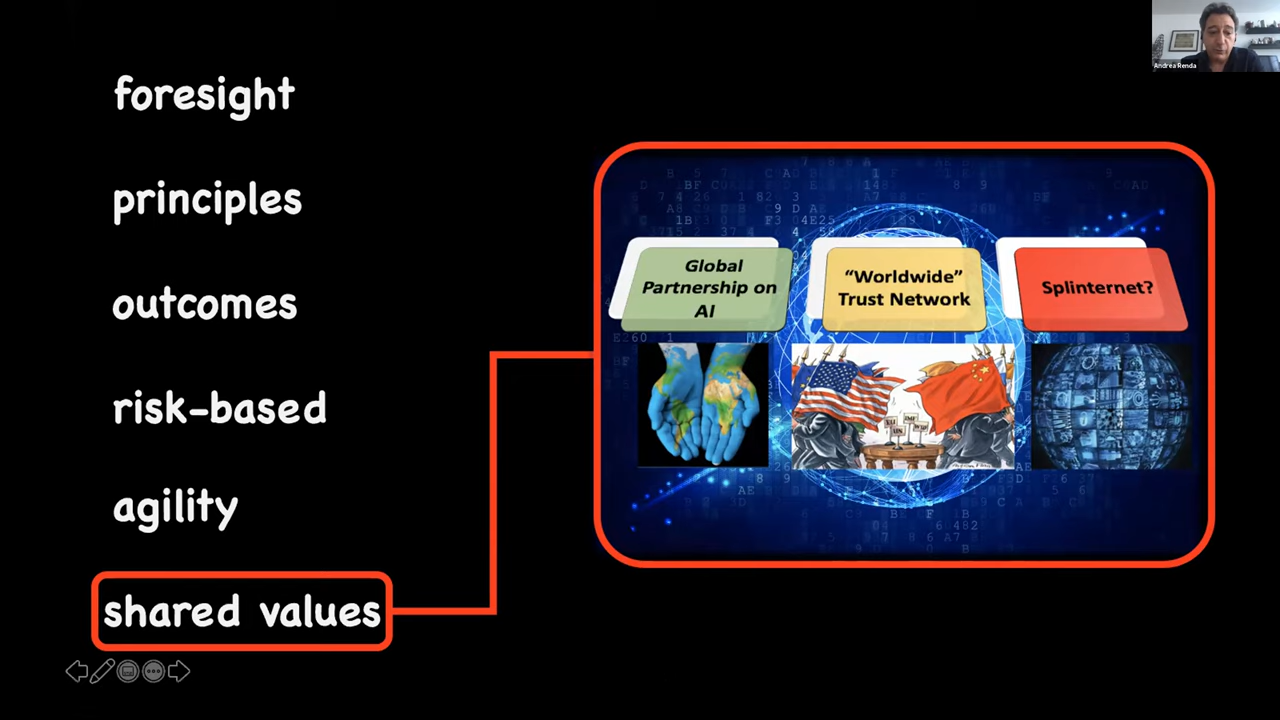 Andrea Renda
foresight
principles
outcomes
risk-based
agility
shared values
Global
Partnership on
AI
“Worldwide”
Trust Network
Splinternet?